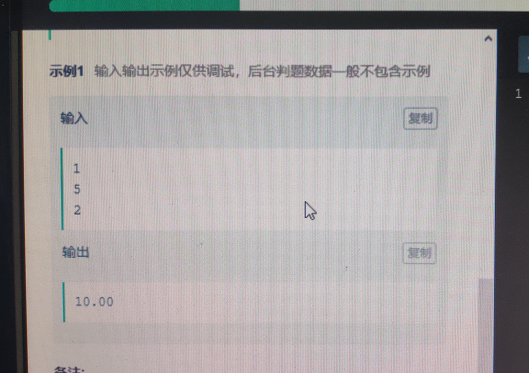 示例1 输入输出示例仅供调试，后台判题数据一般不包含示例
输入
复制
1
5
2
输出
复制
10.00
备注:
1